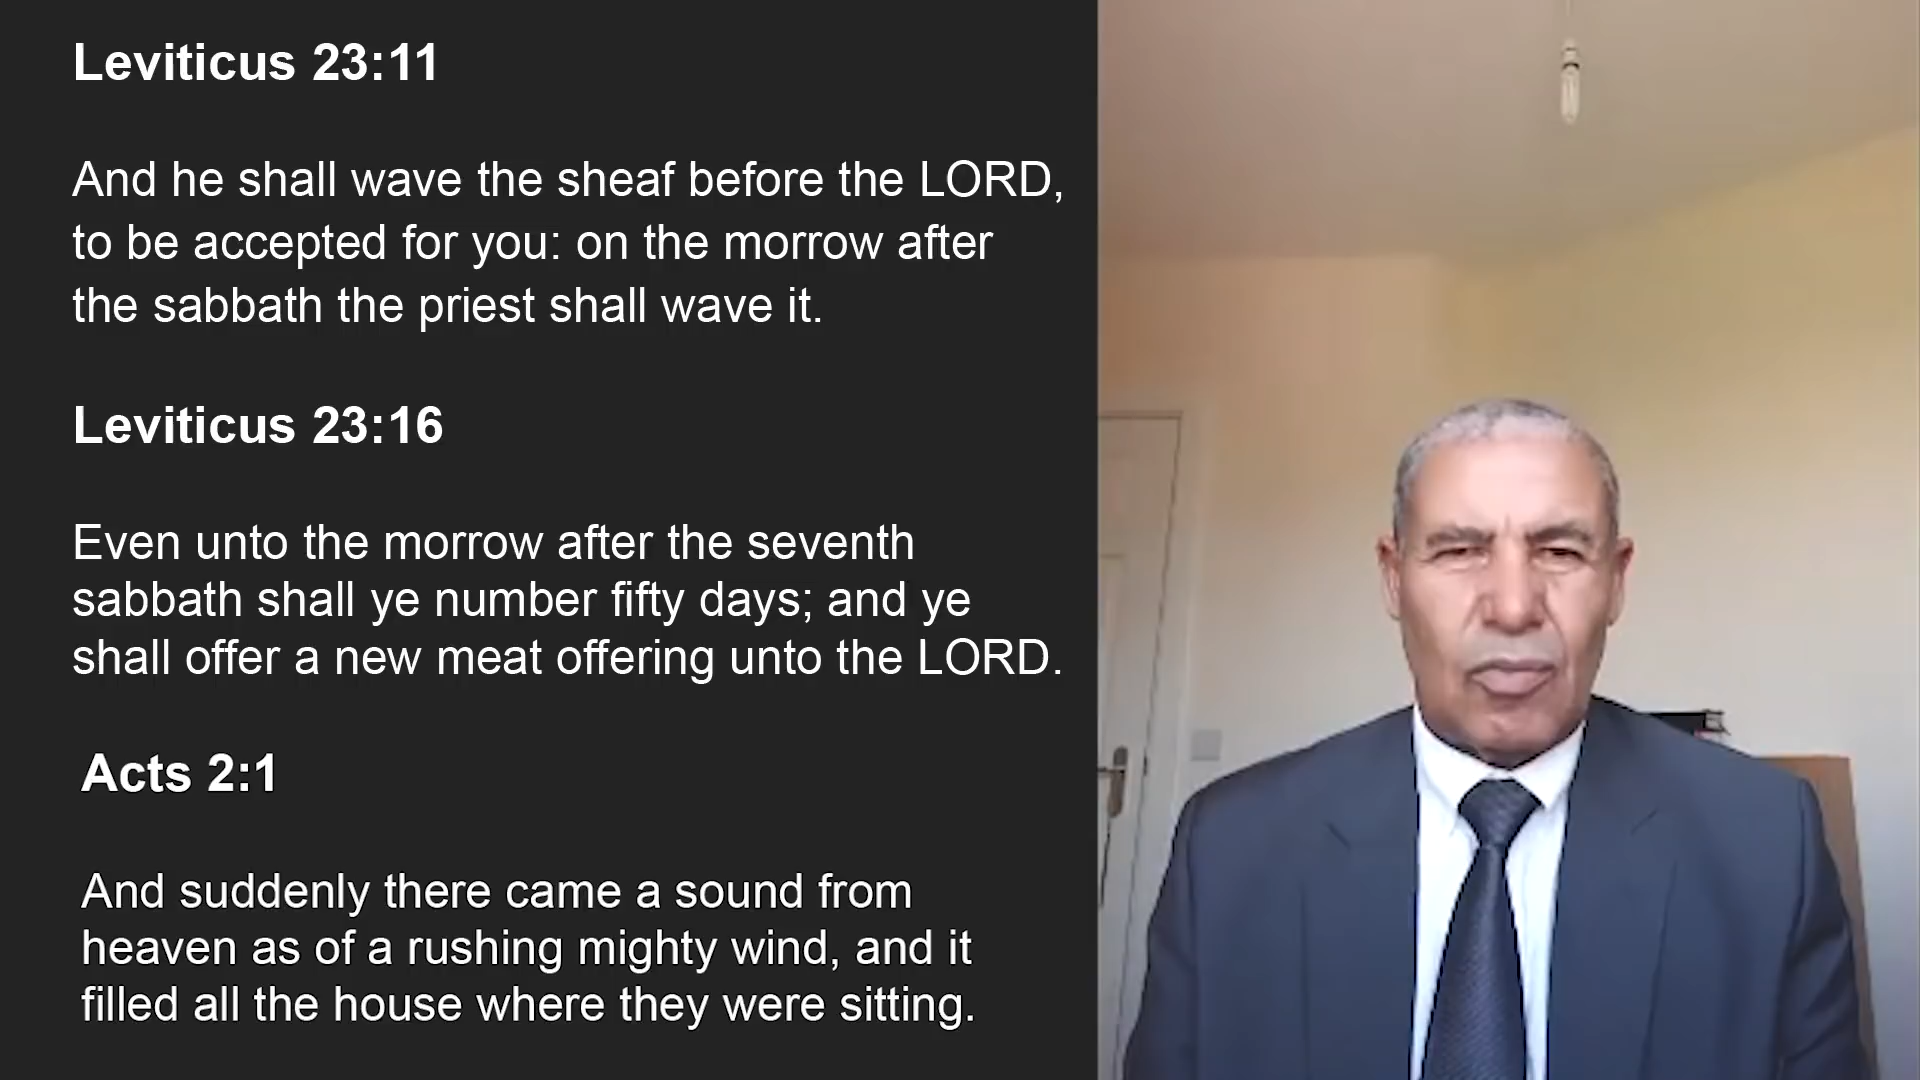 Leviticus 23:11
And he shall wave the sheaf before the LORD,
to be accepted for you: on the morrow after
the sabbath the priest shall wave it.
Leviticus 23:16
Even unto the morrow after the seventh
sabbath shall ye number fifty days; and ye
shall offer a new meat offering unto the LORD.
Acts 2:1
And suddenly there came a sound from
heaven as of a rushing mighty wind, and it
filled all the house where they were sitting.